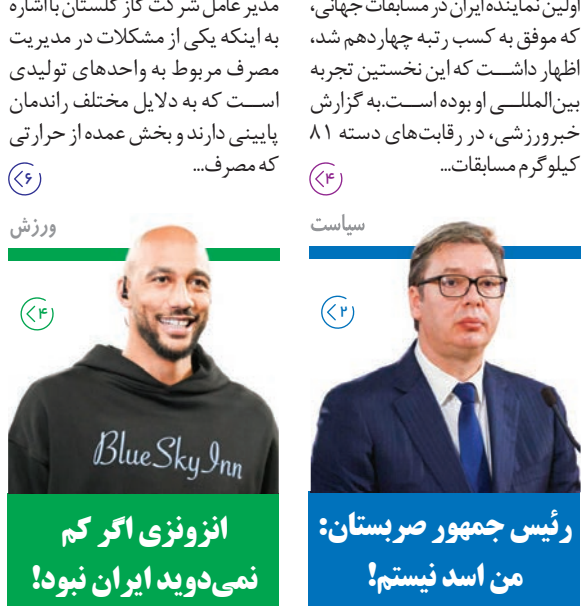 اولین نماینده ایران در مسابقات جهانی،
که موفق به کسب رتبه چهاردهم شد،
اظهار داشــت که این نخستین تجربه
بین‌المللــی او بوده اســت.به گزارش
خبرورزشی، در رقابت‌های دسته ۸۱
کیلوگرم مسابقات...
۴
مدیر عامل شرکت گاز گلستان با اشاره
به اینکه یکی از مشکلات در مدیریت
مصرف مربوط به واحدهای تولیدی
اســت که به دلایل مختلف راندمان
پایینی دارند و بخش عمده از حرارتی
که مصرف...
۶
سیاست
۲
رئیس جمهور صربستان:
من اسد نیستم!
ورزش
۴
BlueSkyInn
انزونزی اگر کم
نمی‌دوید ایران نبود!